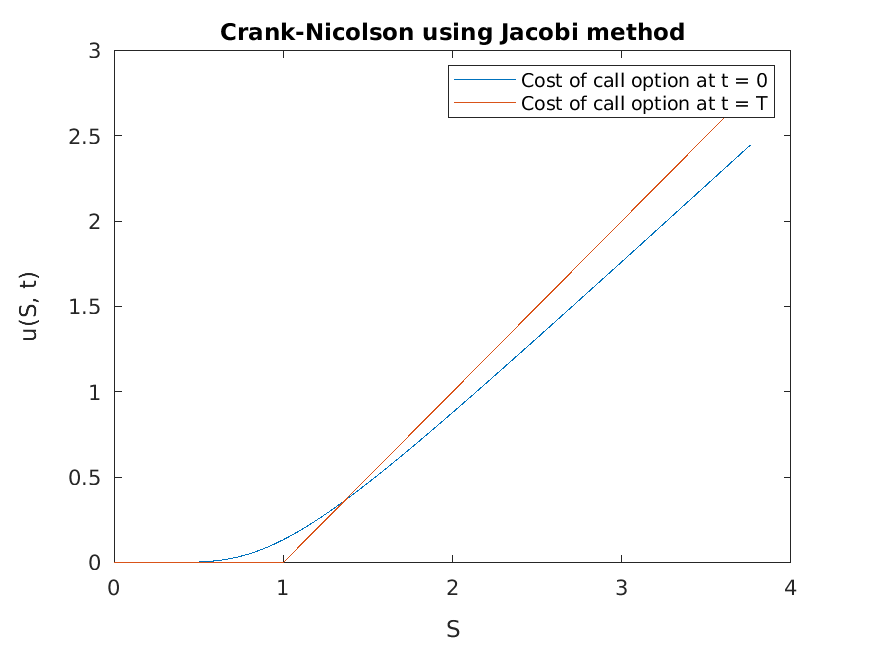 Crank-Nicolson using Jacobi method
3
Cost of call option at t = 0
Cost of call option at t = T
2.5
2
1.5
1
0.5
0
u(S, t)
0 1 2 3 4
S